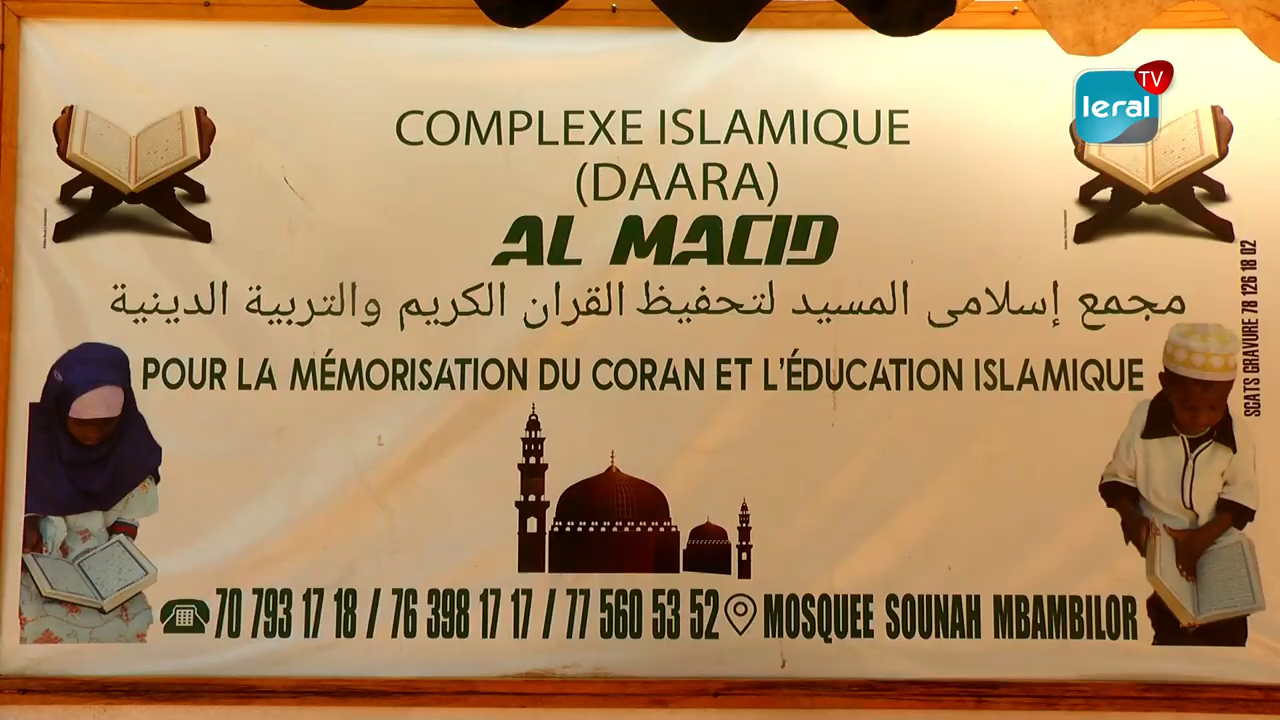 TV
leral
COMPLEXE ISLAMIQUE
(DAARA)
AL MACID
مجمع إسلامى المسيد لتحفيظ القران الكريم والتربية الدينية
POUR LA MÉMORISATION DU CORAN ET L'ÉDUCATION ISLAMIQUE
70 793 17 18 / 76 398 17 17 / 77 560 53 52 MOSQUEE SOUNAH MBAMBILOR
SCATS GRAVURE 78 126 18 02